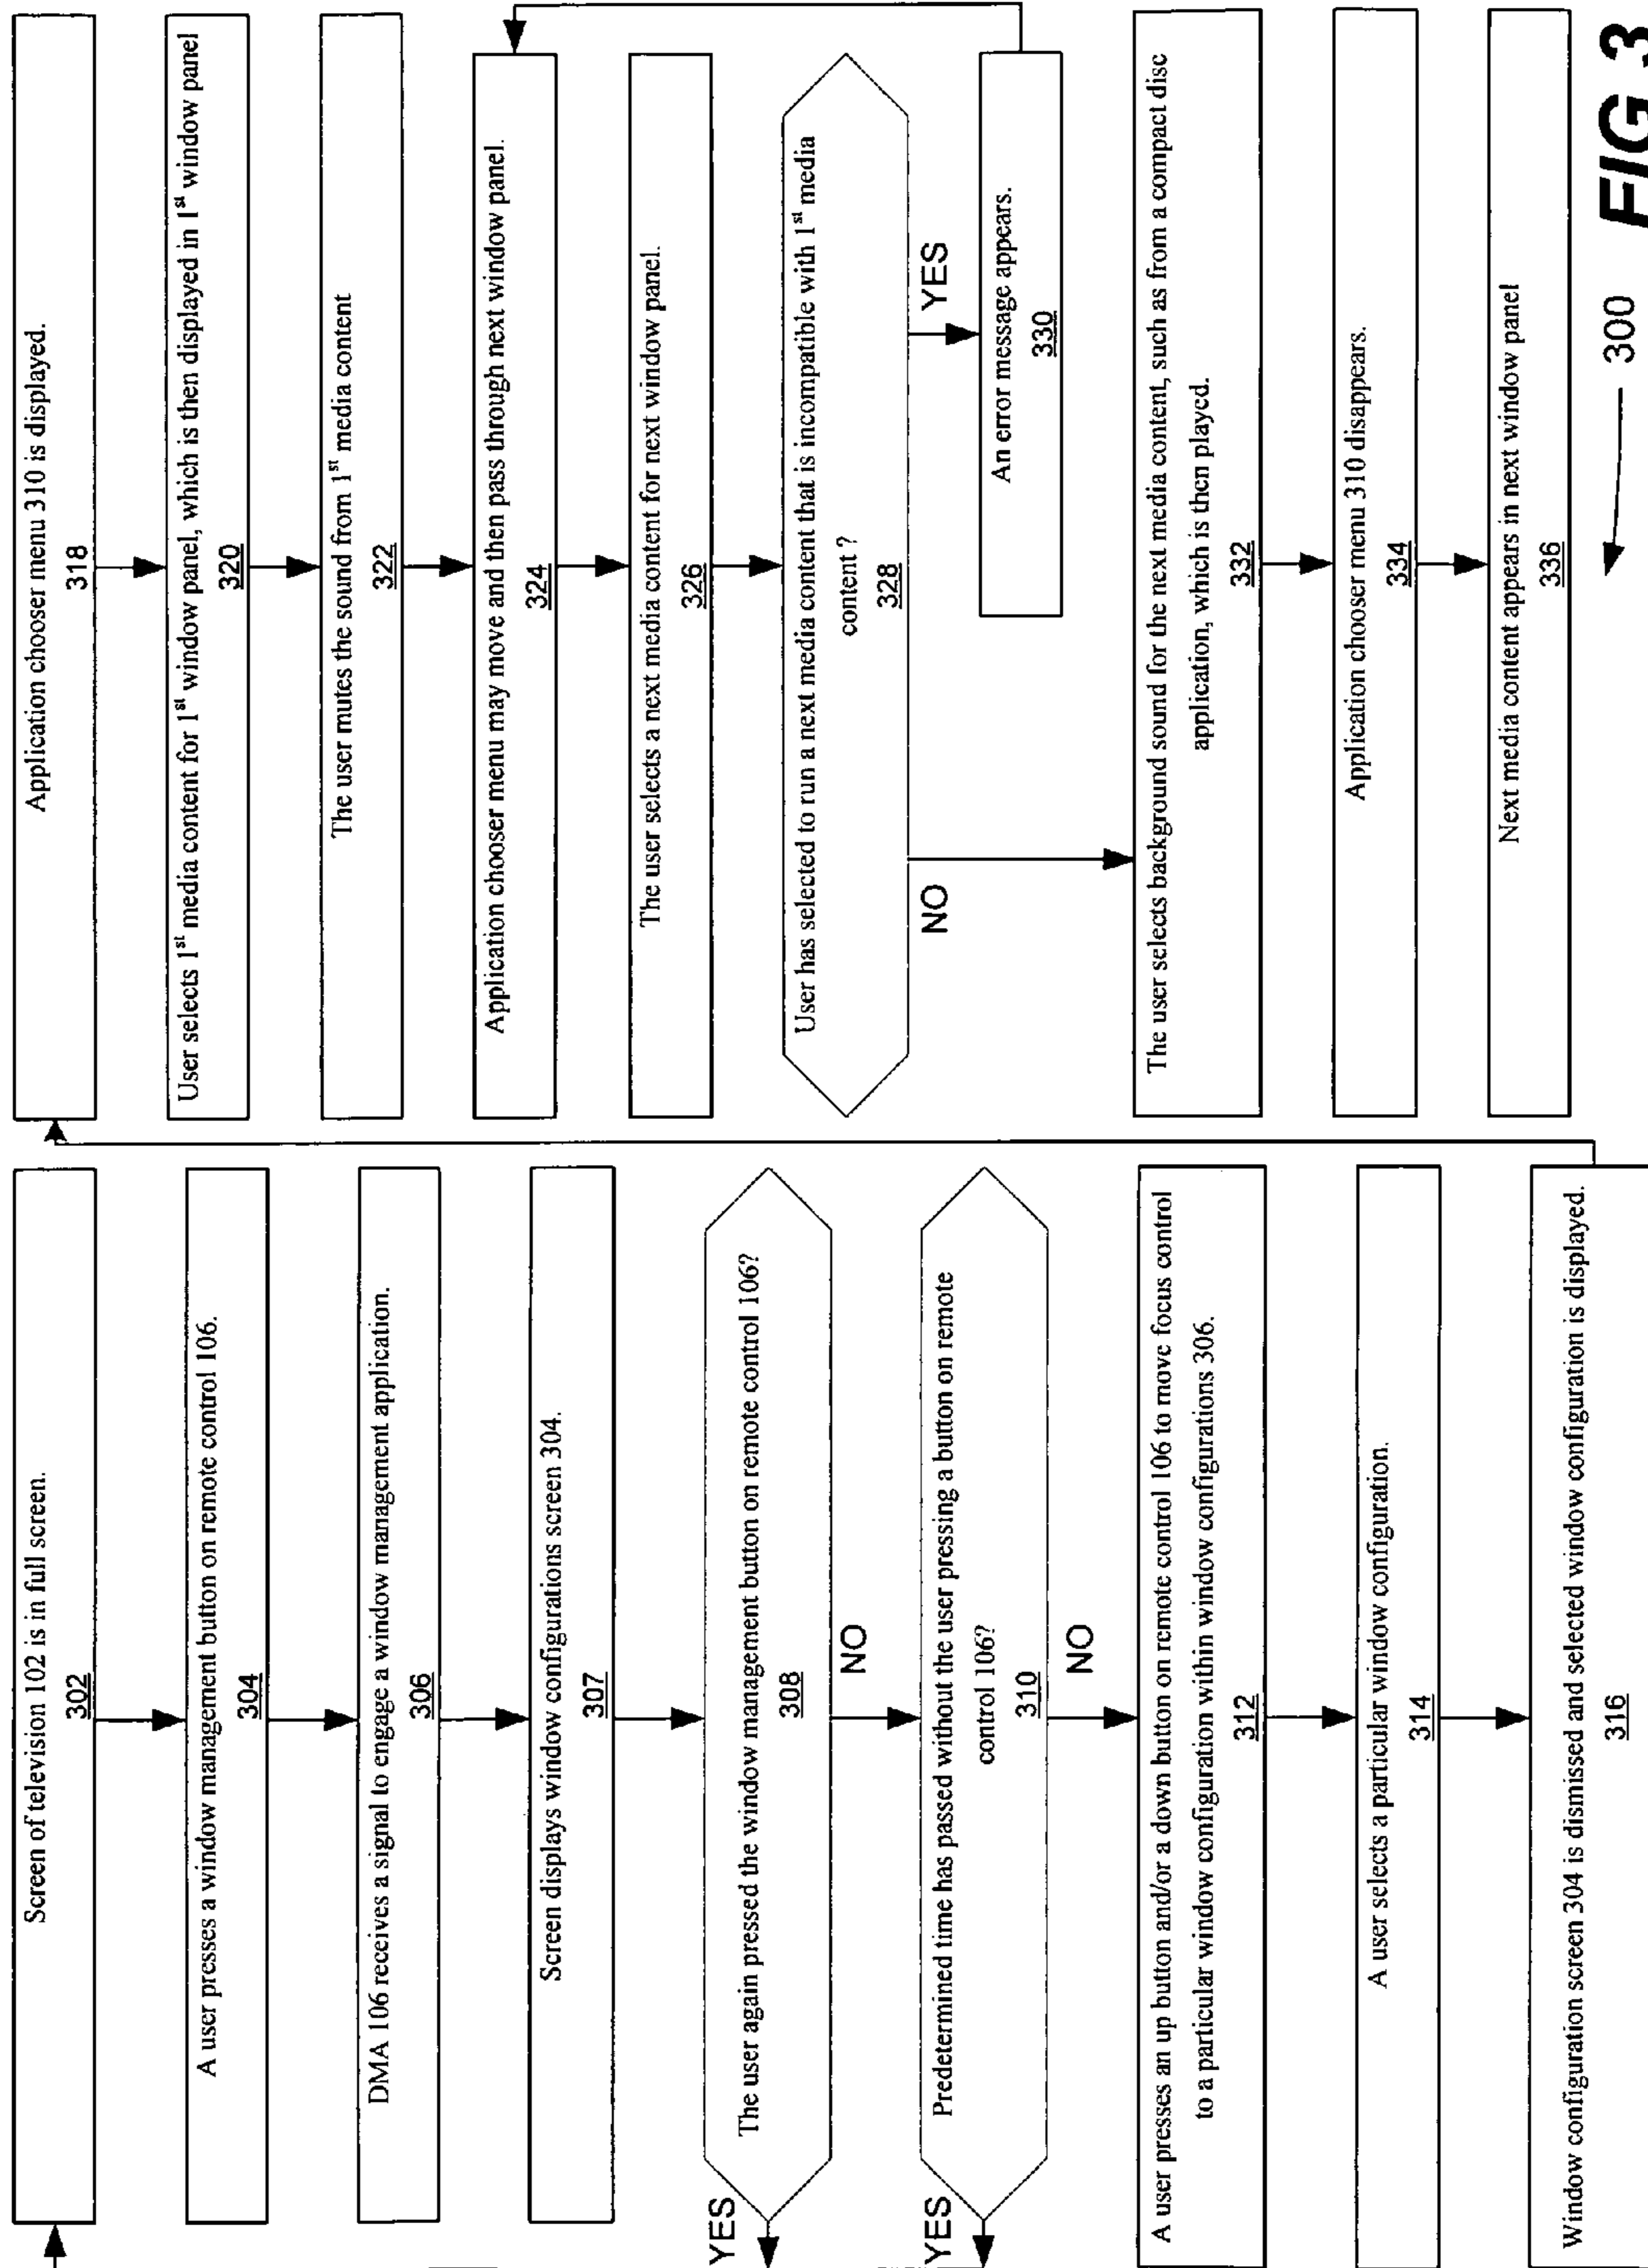 Screen of television 102 is in full screen.
302
A user presses a window management button on remote control 106.
304
DMA 106 receives a signal to engage a window management application.
306
Screen displays window configurations screen 304.
307
YES
The user again pressed the window management button on remote control 106?
308
NO
YES
Predetermined time has passed without the user pressing a button on remote
control 106?
310
NO
A user presses an up button and/or a down button on remote control 106 to move focus control
to a particular window configuration within window configurations 306.
312
A user selects a particular window configuration.
314
Window configuration screen 304 is dismissed and selected window configuration is displayed.
316
Application chooser menu 310 is displayed.
318
User selects 1st media content for 1st window panel, which is then displayed in 1st window panel
320
The user mutes the sound from 1st media content
322
Application chooser menu may move and then pass through next window panel.
324
The user selects a next media content for next window panel.
326
User has selected to run a next media content that is incompatible with 1st media
content ?
328
NO
YES
An error message appears.
330
The user selects background sound for the next media content, such as from a compact disc
application, which is then played.
332
Application chooser menu 310 disappears.
334
Next media content appears in next window panel
336
300
FIG 3